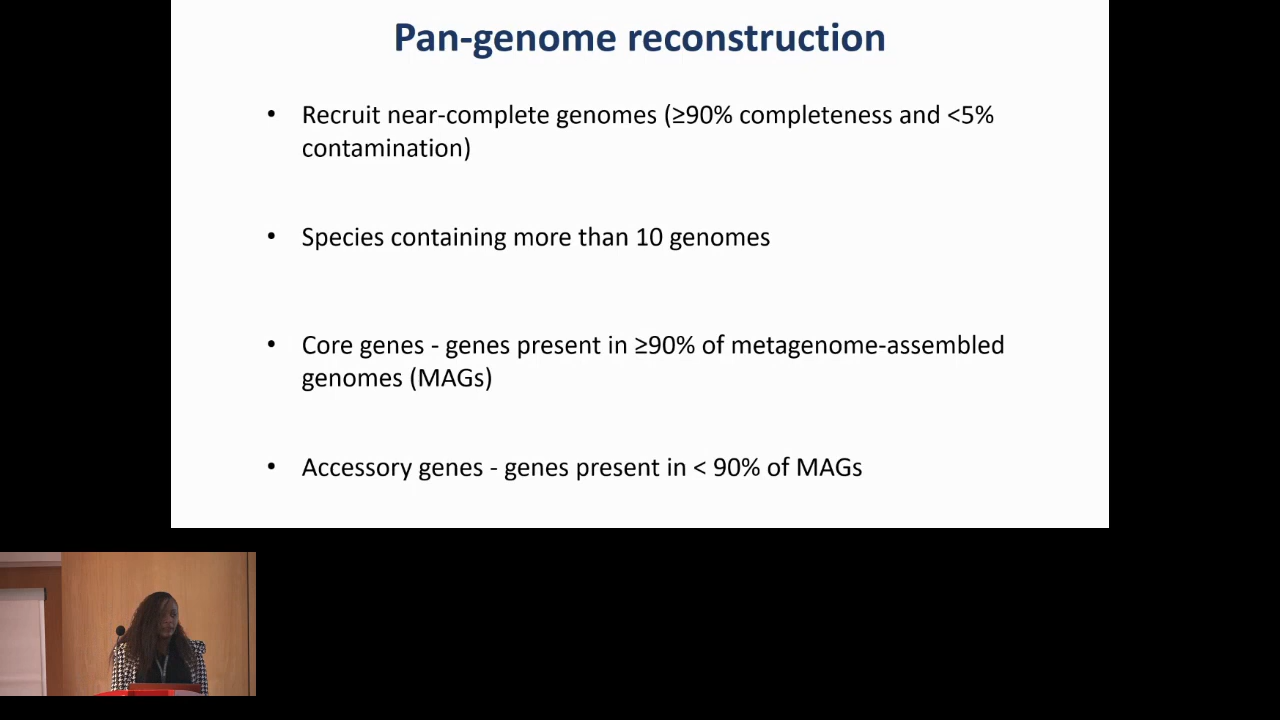 Pan-genome reconstruction
• Recruit near-complete genomes (≥90% completeness and <5%
contamination)
• Species containing more than 10 genomes
• Core genes - genes present in ≥90% of metagenome-assembled
genomes (MAGs)
• Accessory genes - genes present in < 90% of MAGs